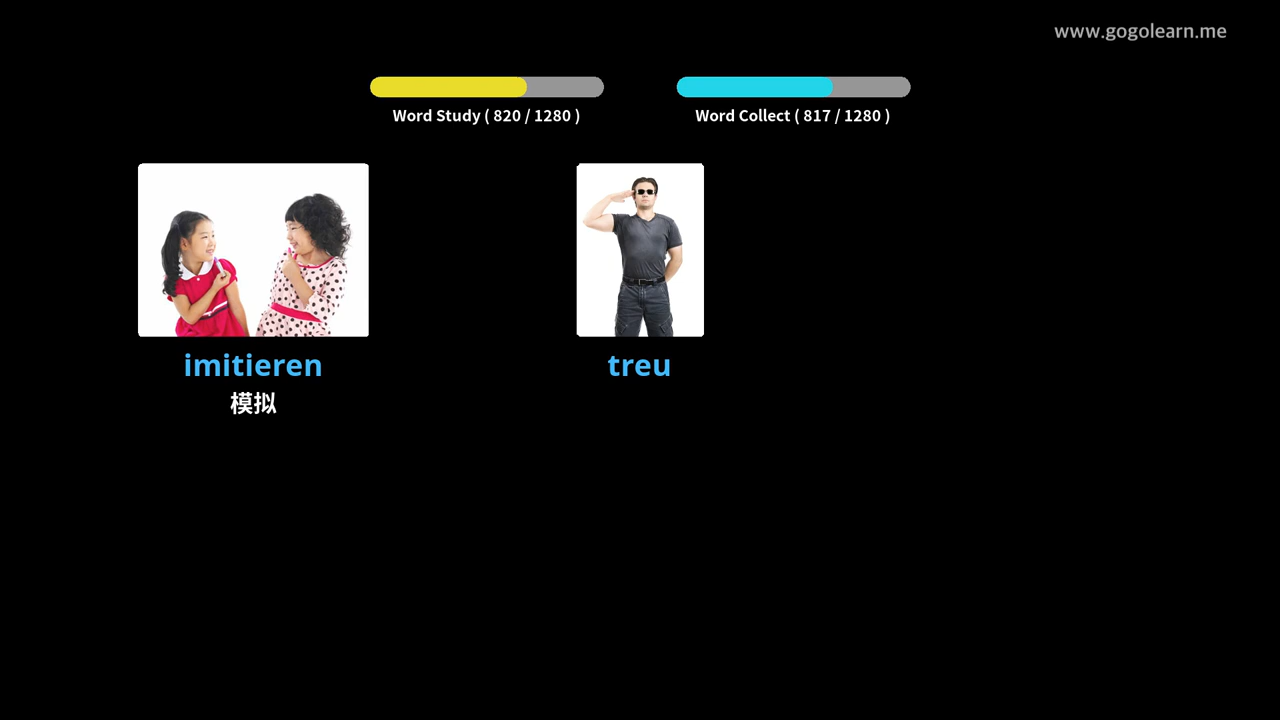 www.gogolearn.me
Word Study ( 820 / 1280 )
Word Collect ( 817 / 1280 )
imitieren
模拟
treu